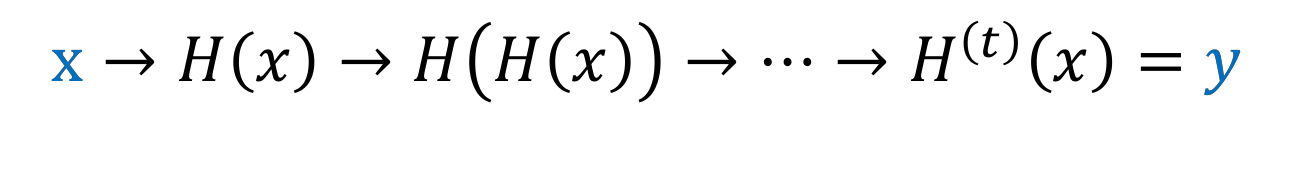 x → H(x) → H(H(x)) → ⋯ → H^(t)(x) = y